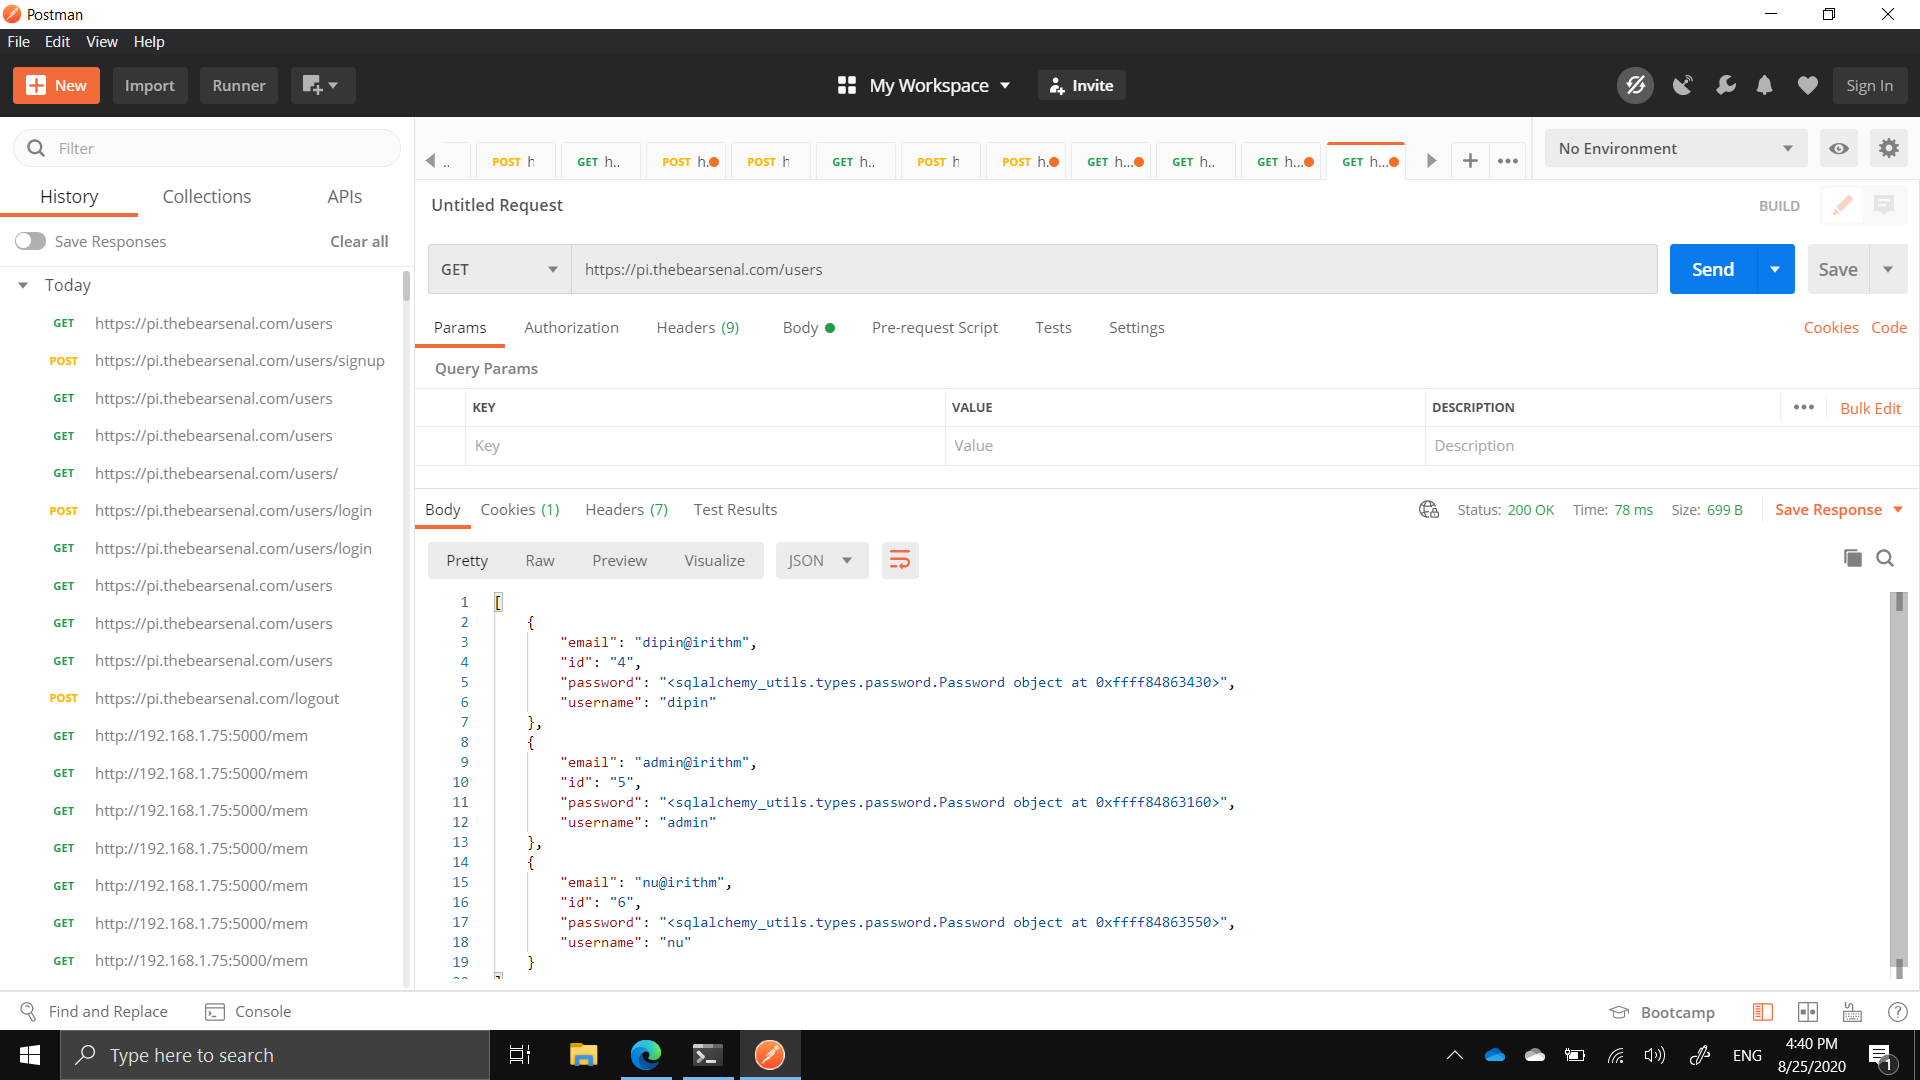 Postman
File Edit View Help
New Import Runner My Workspace Invite Sign In
Filter
History Collections APIs
Save Responses Clear all
Today
GET https://pi.thebearsenal.com/users
POST https://pi.thebearsenal.com/users/signup
GET https://pi.thebearsenal.com/users
GET https://pi.thebearsenal.com/users
GET https://pi.thebearsenal.com/users/
POST https://pi.thebearsenal.com/users/login
GET https://pi.thebearsenal.com/users/login
GET https://pi.thebearsenal.com/users
GET https://pi.thebearsenal.com/users
GET https://pi.thebearsenal.com/users
POST https://pi.thebearsenal.com/logout
GET http://192.168.1.75:5000/mem
GET http://192.168.1.75:5000/mem
GET http://192.168.1.75:5000/mem
GET http://192.168.1.75:5000/mem
GET http://192.168.1.75:5000/mem
GET http://192.168.1.75:5000/mem
GET http://192.168.1.75:5000/mem
.. POST h GET h.. POST h. POST h GET h.. POST h POST h. GET h... GET h.. GET h... GET h... No Environment
Untitled Request BUILD
GET https://pi.thebearsenal.com/users Send Save
Params Authorization Headers (9) Body Pre-request Script Tests Settings Cookies Code
Query Params
KEY VALUE DESCRIPTION Bulk Edit
Key Value Description
Body Cookies (1) Headers (7) Test Results Status: 200 OK Time: 78 ms Size: 699 B Save Response
Pretty Raw Preview Visualize JSON
1 [
2 {
3 "email": "dipin@irithm",
4 "id": "4",
5 "password": "<sqlalchemy_utils.types.password.Password object at 0xffff84863430>",
6 "username": "dipin"
7 },
8 {
9 "email": "admin@irithm",
10 "id": "5",
11 "password": "<sqlalchemy_utils.types.password.Password object at 0xffff84863160>",
12 "username": "admin"
13 },
14 {
15 "email": "nu@irithm",
16 "id": "6",
17 "password": "<sqlalchemy_utils.types.password.Password object at 0xffff84863550>",
18 "username": "nu"
19 }
20 ]
Find and Replace Console Bootcamp
Type here to search ENG 4:40 PM
8/25/2020 1